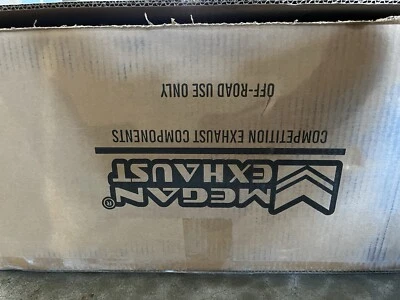 MEGAN®
EXHAUST
COMPETITION EXHAUST COMPONENTS
OFF-ROAD USE ONLY